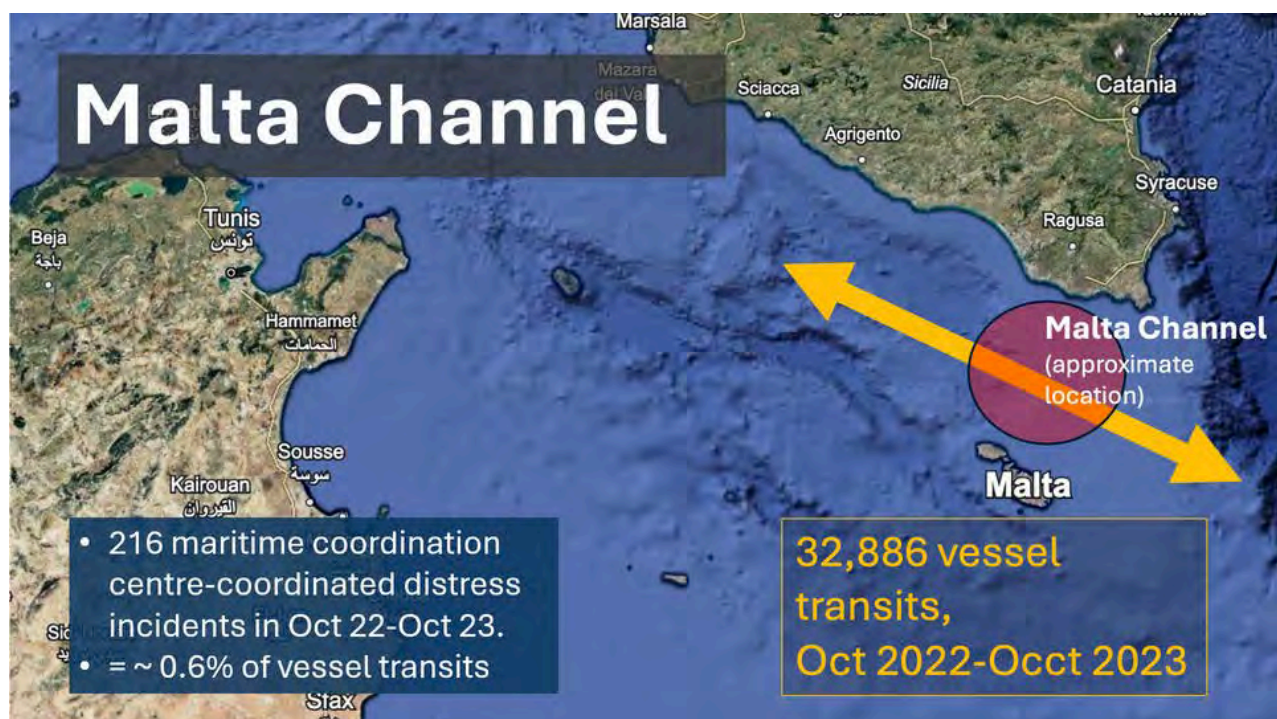 Marsala
Taormina
Malta Channel
Mazara
del Val
Sciacca
Sicilia
Catania
Agrigento
Syracuse
Ragusa
Tunis
تونس
Beja
باجة
Hammamet
الحمامات
Malta Channel
(approximate
location)
Sousse
سوسة
Kairouan
القيروان
Malta
• 216 maritime coordination
centre-coordinated distress
incidents in Oct 22-Oct 23.
• = ~ 0.6% of vessel transits
32,886 vessel
transits,
Oct 2022-Occt 2023
Sfax